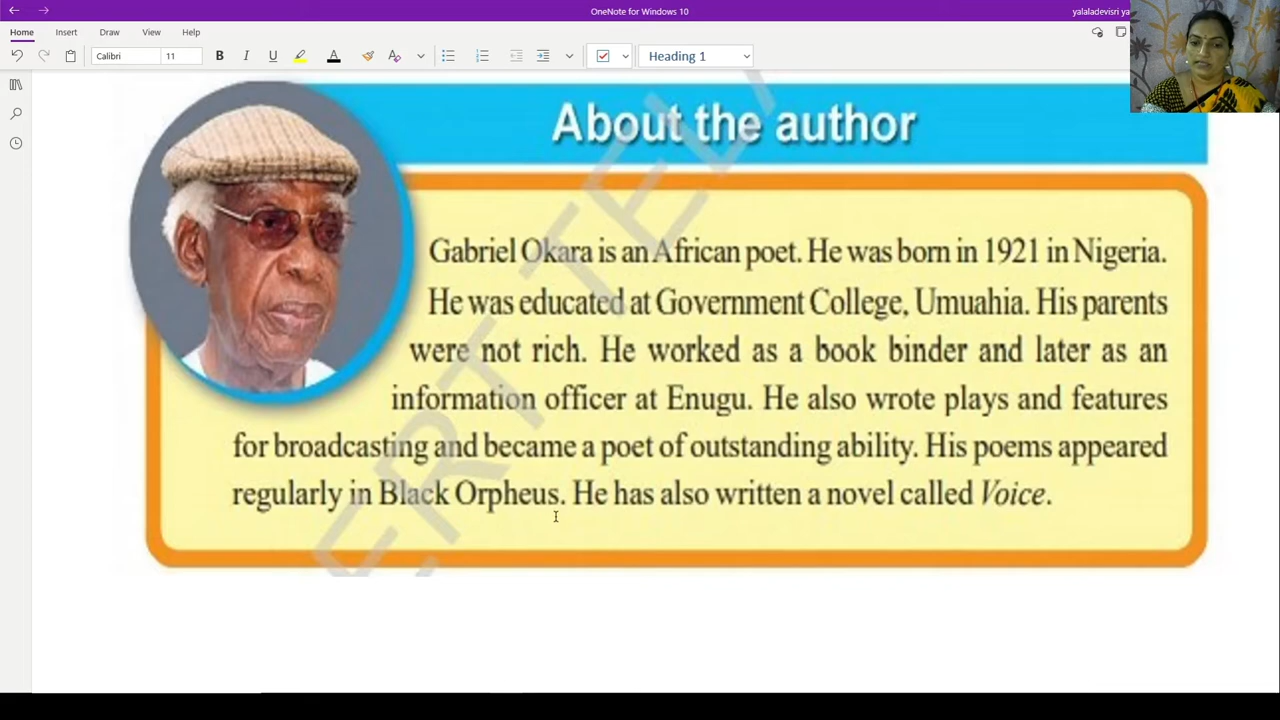 OneNote for Windows 10
yalaladevisri ya
Home Insert Draw View Help
Calibri 11 B I U A Heading 1
About the author
Gabriel Okara is an African poet. He was born in 1921 in Nigeria.
He was educated at Government College, Umuahia. His parents
were not rich. He worked as a book binder and later as an
information officer at Enugu. He also wrote plays and features
for broadcasting and became a poet of outstanding ability. His poems appeared
regularly in Black Orpheus. He has also written a novel called Voice.
ERT TELA